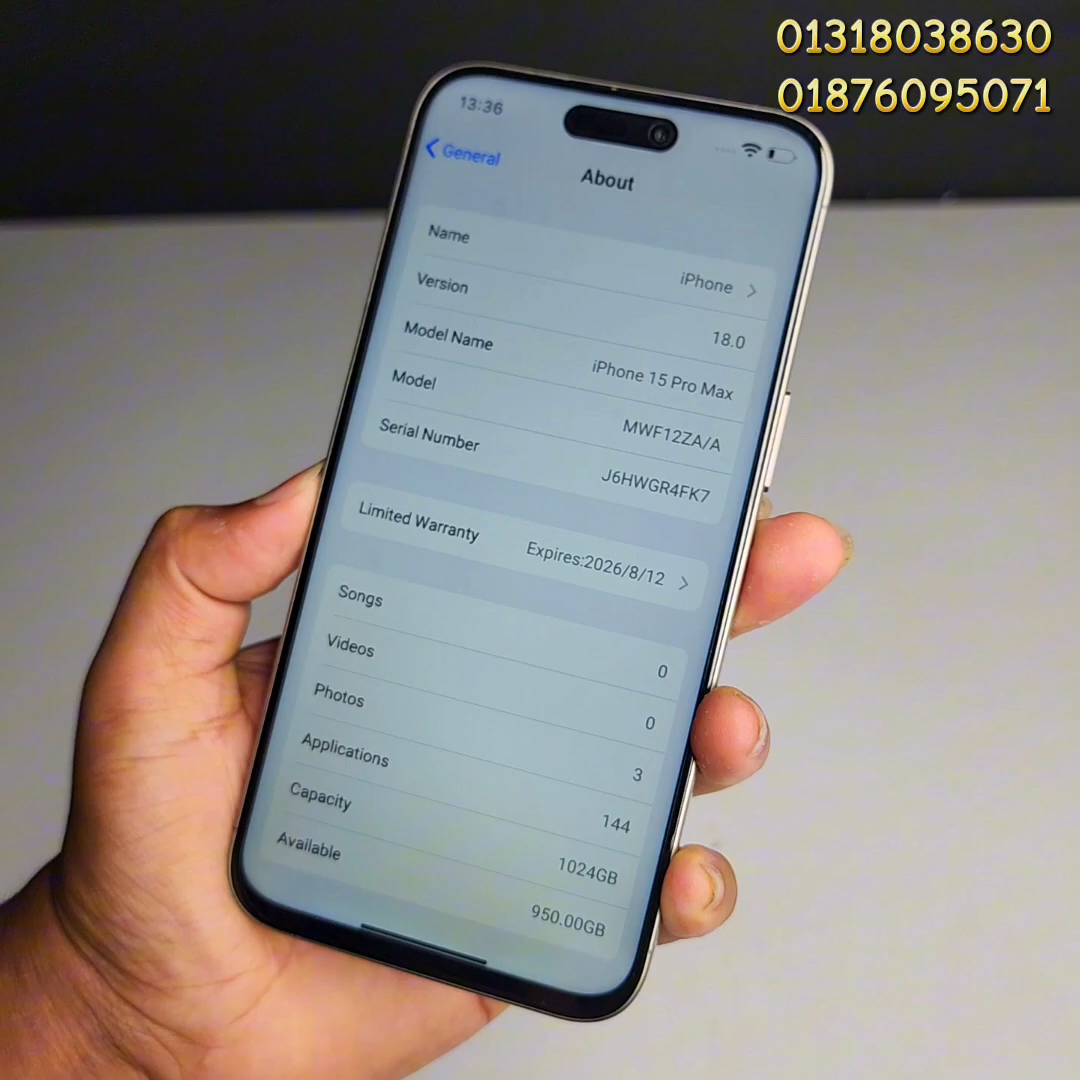 01318038630
01876095071
13:36
General
About
Name
iPhone
Version
18.0
Model Name
iPhone 15 Pro Max
Model
MWF12ZA/A
Serial Number
J6HWGR4FK7
Limited Warranty
Expires:2026/8/12
Songs
0
Videos
0
Photos
3
Applications
144
Capacity
1024GB
Available
950.00GB